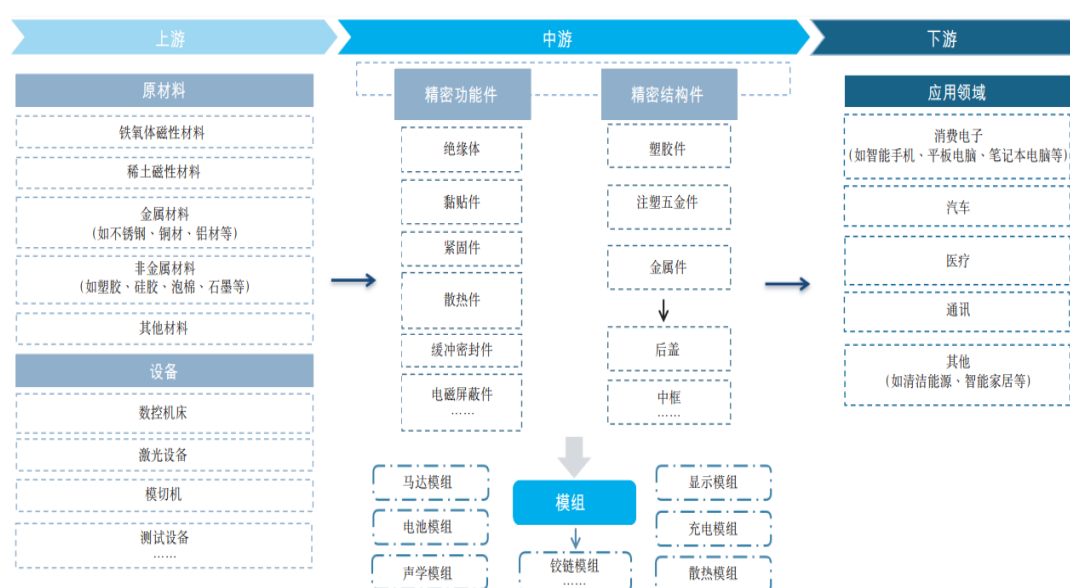 上游
中游
下游
原材料
铁氧体磁性材料
稀土磁性材料
金属材料
(如不锈钢、铜材、铝材等)
非金属材料
(如塑胶、硅胶、泡棉、石墨等)
其他材料
设备
数控机床
激光设备
模切机
测试设备
……
精密功能件
绝缘体
黏贴件
紧固件
散热件
缓冲密封件
电磁屏蔽件
……
精密结构件
塑胶件
注塑五金件
金属件
后盖
中框
……
模组
马达模组
电池模组
声学模组
铰链模组
……
显示模组
充电模组
散热模组
应用领域
消费电子
(如智能手机、平板电脑、笔记本电脑等)
汽车
医疗
通讯
其他
(如清洁能源、智能家居等)